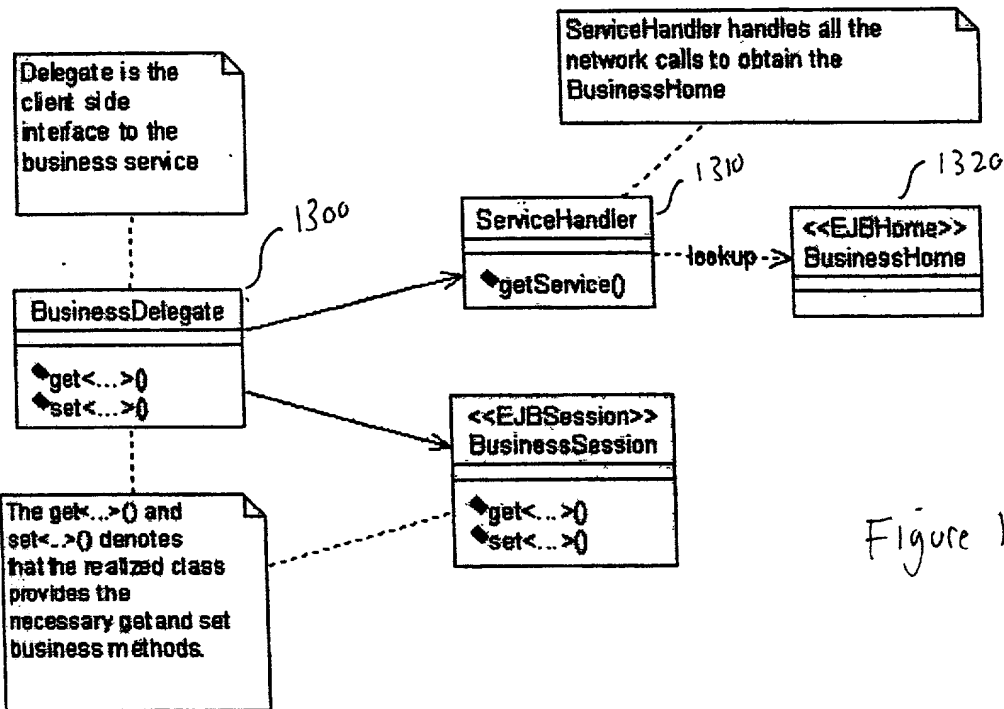 Delegate is the
client side
interface to the
business service
ServiceHandler handles all the
network calls to obtain the
BusinessHome
1300
1310
1320
BusinessDelegate
get<...>()
set<...>()
ServiceHandler
getService()
lookup
<<EJBHome>>
BusinessHome
<<EJBSession>>
BusinessSession
get<...>()
set<...>()
The get<...>() and
set<..>() denotes
hat the realized class
provides the
necessary get and set
business methods.
Figure 1